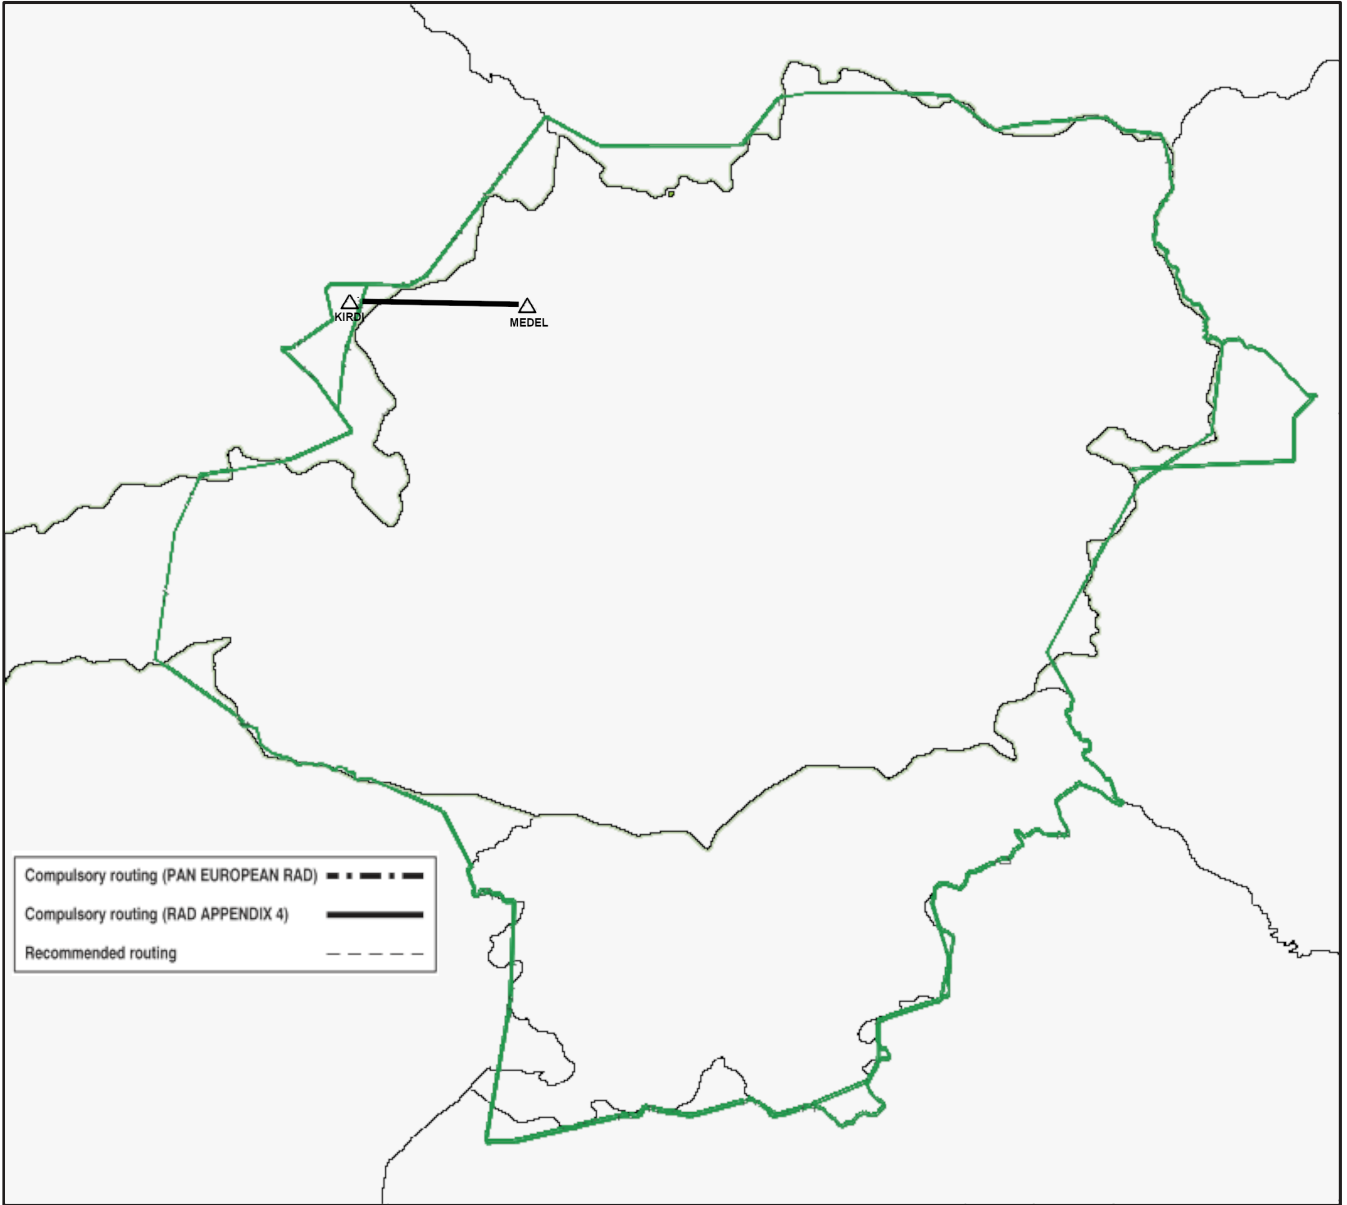 KIRDI
MEDEL
Compulsory routing (PAN EUROPEAN RAD)
Compulsory routing (RAD APPENDIX 4)
Recommended routing